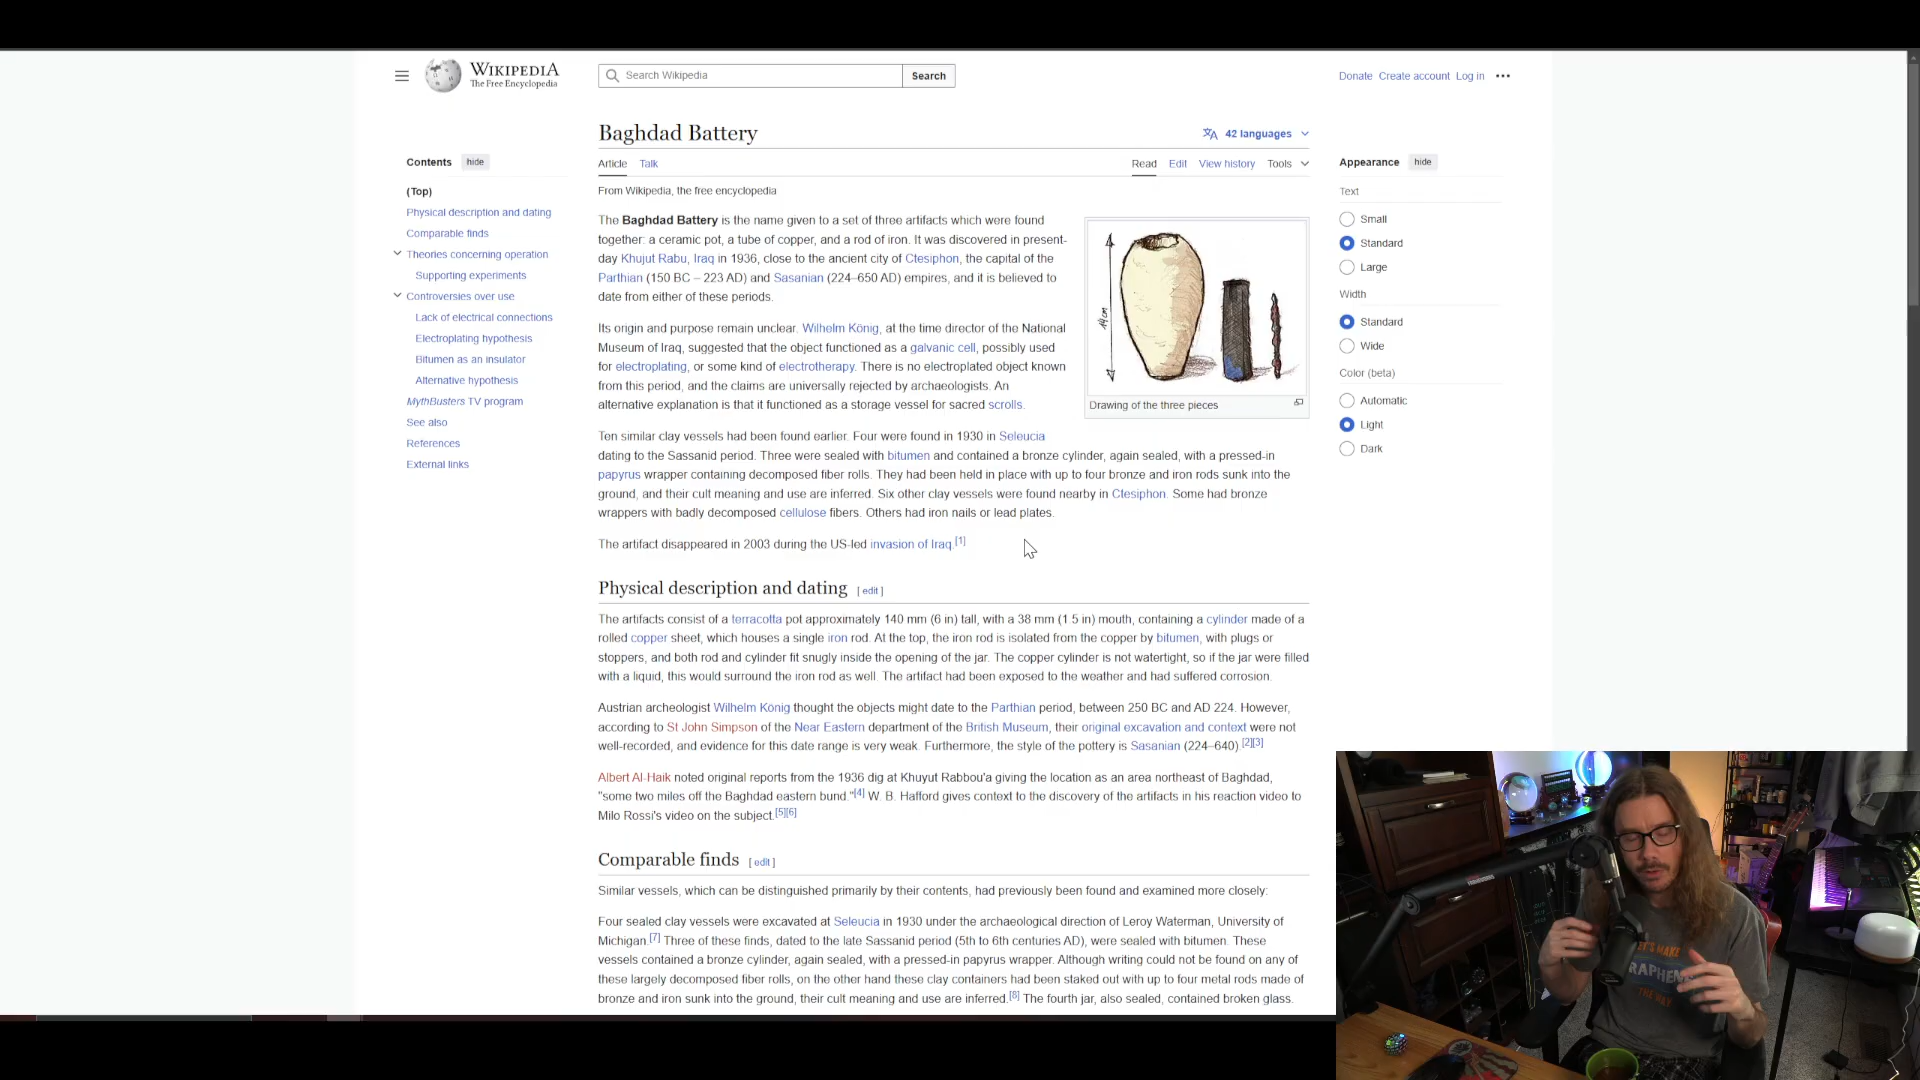 WIKIPEDIA
The Free Encyclopedia
Search Wikipedia
Search
Donate Create account Log in
Baghdad Battery
42 languages
Article Talk
Read Edit View history Tools
From Wikipedia, the free encyclopedia
Contents hide
(Top)
Physical description and dating
Comparable finds
Theories concerning operation
Supporting experiments
Controversies over use
Lack of electrical connections
Electroplating hypothesis
Bitumen as an insulator
Alternative hypothesis
MythBusters TV program
See also
References
External links
The Baghdad Battery is the name given to a set of three artifacts which were found
together: a ceramic pot, a tube of copper, and a rod of iron. It was discovered in present-
day Khujut Rabu, Iraq in 1936, close to the ancient city of Ctesiphon, the capital of the
Parthian (150 BC – 223 AD) and Sasanian (224–650 AD) empires, and it is believed to
date from either of these periods.
Its origin and purpose remain unclear. Wilhelm König, at the time director of the National
Museum of Iraq, suggested that the object functioned as a galvanic cell, possibly used
for electroplating, or some kind of electrotherapy. There is no electroplated object known
from this period, and the claims are universally rejected by archaeologists. An
alternative explanation is that it functioned as a storage vessel for sacred scrolls.
14 cm
Drawing of the three pieces
Ten similar clay vessels had been found earlier. Four were found in 1930 in Seleucia
dating to the Sassanid period. Three were sealed with bitumen and contained a bronze cylinder, again sealed, with a pressed-in
papyrus wrapper containing decomposed fiber rolls. They had been held in place with up to four bronze and iron rods sunk into the
ground, and their cult meaning and use are inferred. Six other clay vessels were found nearby in Ctesiphon. Some had bronze
wrappers with badly decomposed cellulose fibers. Others had iron nails or lead plates.
The artifact disappeared in 2003 during the US-led invasion of Iraq.[1]
Physical description and dating [ edit ]
The artifacts consist of a terracotta pot approximately 140 mm (6 in) tall, with a 38 mm (1 5 in) mouth, containing a cylinder made of a
rolled copper sheet, which houses a single iron rod. At the top, the iron rod is isolated from the copper by bitumen, with plugs or
stoppers, and both rod and cylinder fit snugly inside the opening of the jar. The copper cylinder is not watertight, so if the jar were filled
with a liquid, this would surround the iron rod as well. The artifact had been exposed to the weather and had suffered corrosion.
Austrian archeologist Wilhelm König thought the objects might date to the Parthian period, between 250 BC and AD 224. However,
according to St John Simpson of the Near Eastern department of the British Museum, their original excavation and context were not
well-recorded, and evidence for this date range is very weak. Furthermore, the style of the pottery is Sasanian (224–640).[2][3]
Albert Al-Haik noted original reports from the 1936 dig at Khuyut Rabbou'a giving the location as an area northeast of Baghdad,
"some two miles off the Baghdad eastern bund."[4] W. B. Hafford gives context to the discovery of the artifacts in his reaction video to
Milo Rossi's video on the subject.[5][6]
Comparable finds [ edit ]
Similar vessels, which can be distinguished primarily by their contents, had previously been found and examined more closely:
Four sealed clay vessels were excavated at Seleucia in 1930 under the archaeological direction of Leroy Waterman, University of
Michigan.[7] Three of these finds, dated to the late Sassanid period (5th to 6th centuries AD), were sealed with bitumen. These
vessels contained a bronze cylinder, again sealed, with a pressed-in papyrus wrapper. Although writing could not be found on any of
these largely decomposed fiber rolls, on the other hand these clay containers had been staked out with up to four metal rods made of
bronze and iron sunk into the ground, their cult meaning and use are inferred.[8] The fourth jar, also sealed, contained broken glass.
Appearance hide
Text
Small
Standard
Large
Width
Standard
Wide
Color (beta)
Automatic
Light
Dark
MAKE
RAPHEN
THE WAY